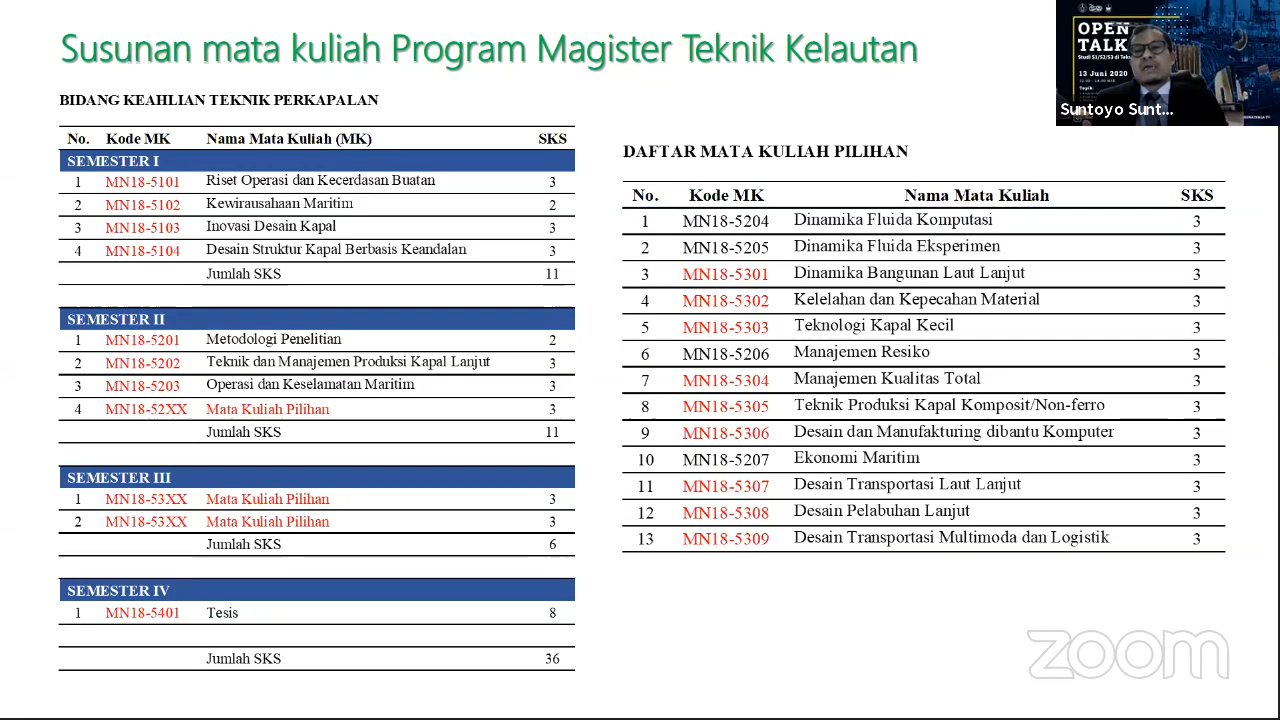 Susunan mata kuliah Program Magister Teknik Kelautan
BIDANG KEAHLIAN TEKNIK PERKAPALAN
No. Kode MK Nama Mata Kuliah (MK) SKS
SEMESTER I
1 MN18-5101 Riset Operasi dan Kecerdasan Buatan 3
2 MN18-5102 Kewirausahaan Maritim 2
3 MN18-5103 Inovasi Desain Kapal 3
4 MN18-5104 Desain Struktur Kapal Berbasis Keandalan 3
Jumlah SKS 11
SEMESTER II
1 MN18-5201 Metodologi Penelitian 2
2 MN18-5202 Teknik dan Manajemen Produksi Kapal Lanjut 3
3 MN18-5203 Operasi dan Keselamatan Maritim 3
4 MN18-52XX Mata Kuliah Pilihan 3
Jumlah SKS 11
SEMESTER III
1 MN18-53XX Mata Kuliah Pilihan 3
2 MN18-53XX Mata Kuliah Pilihan 3
Jumlah SKS 6
SEMESTER IV
1 MN18-5401 Tesis 8
Jumlah SKS 36
DAFTAR MATA KULIAH PILIHAN
No. Kode MK Nama Mata Kuliah SKS
1 MN18-5204 Dinamika Fluida Komputasi 3
2 MN18-5205 Dinamika Fluida Eksperimen 3
3 MN18-5301 Dinamika Bangunan Laut Lanjut 3
4 MN18-5302 Kelelahan dan Kepecahan Material 3
5 MN18-5303 Teknologi Kapal Kecil 3
6 MN18-5206 Manajemen Resiko 3
7 MN18-5304 Manajemen Kualitas Total 3
8 MN18-5305 Teknik Produksi Kapal Komposit/Non-ferro 3
9 MN18-5306 Desain dan Manufakturing dibantu Komputer 3
10 MN18-5207 Ekonomi Maritim 3
11 MN18-5307 Desain Transportasi Laut Lanjut 3
12 MN18-5308 Desain Pelabuhan Lanjut 3
13 MN18-5309 Desain Transportasi Multimoda dan Logistik 3
OPEN
TALK
Studi S1/S2/S3 di
13 Juni 2020
Topik:
Suntoyo Sunt...
zoom